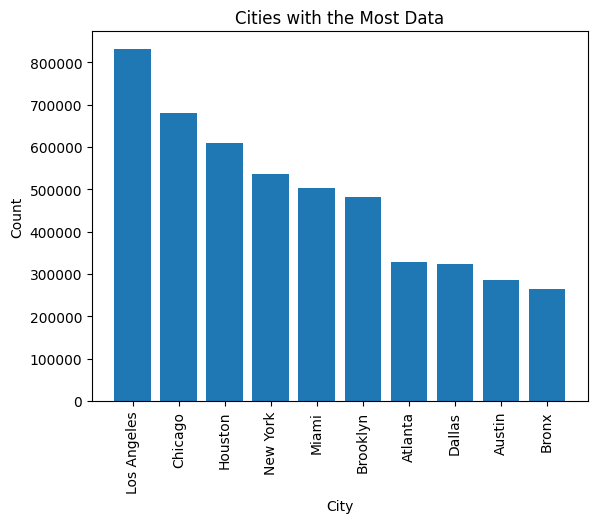 Cities with the Most Data
Count
800000
700000
600000
500000
400000
300000
200000
100000
0
Los Angeles
Chicago
Houston
New York
Miami
Brooklyn
Atlanta
Dallas
Austin
Bronx
City